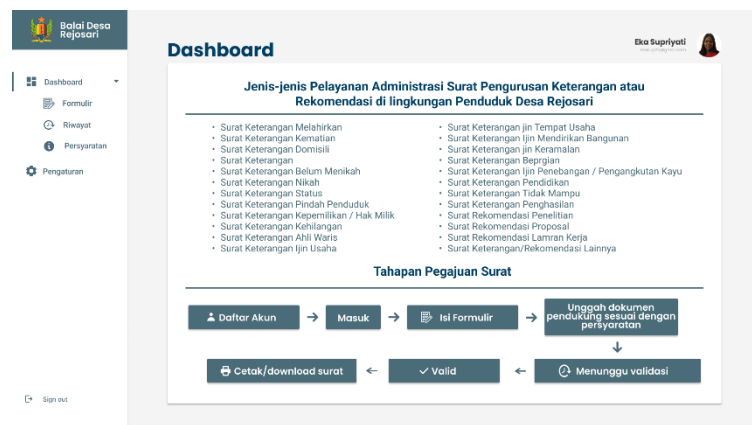 Balai Desa
Rejosari
Dashboard
Formulir
Riwayat
Persyaratan
Pengaturan
Sign out
Dashboard
Eka Supriyati
Jenis-jenis Pelayanan Administrasi Surat Pengurusan Keterangan atau
Rekomendasi di lingkungan Penduduk Desa Rejosari
• Surat Keterangan Melahirkan
• Surat Keterangan Kematian
• Surat Keterangan Domisili
• Surat Keterangan
• Surat Keterangan Belum Menikah
• Surat Keterangan Nikah
• Surat Keterangan Status
• Surat Keterangan Pindah Penduduk
• Surat Keterangan Kepemilikan / Hak Milik
• Surat Keterangan Kehilangan
• Surat Keterangan Ahli Waris
• Surat Keterangan Ijin Usaha
• Surat Keterangan jin Tempat Usaha
• Surat Keterangan Ijin Mendirikan Bangunan
• Surat Keterangan jin Keramalan
• Surat Keterangan Beprgian
• Surat Keterangan Ijin Penebangan / Pengangkutan Kayu
• Surat Keterangan Pendidikan
• Surat Keterangan Tidak Mampu
• Surat Keterangan Penghasilan
• Surat Rekomendasi Penelitian
• Surat Rekomendasi Proposal
• Surat Rekomendasi Lamran Kerja
• Surat Keterangan/Rekomendasi Lainnya
Tahapan Pegajuan Surat
Daftar Akun
Masuk
Isi Formulir
Unggah dokumen
pendukung sesuai dengan
persyaratan
Menunggu validasi
Valid
Cetak/download surat